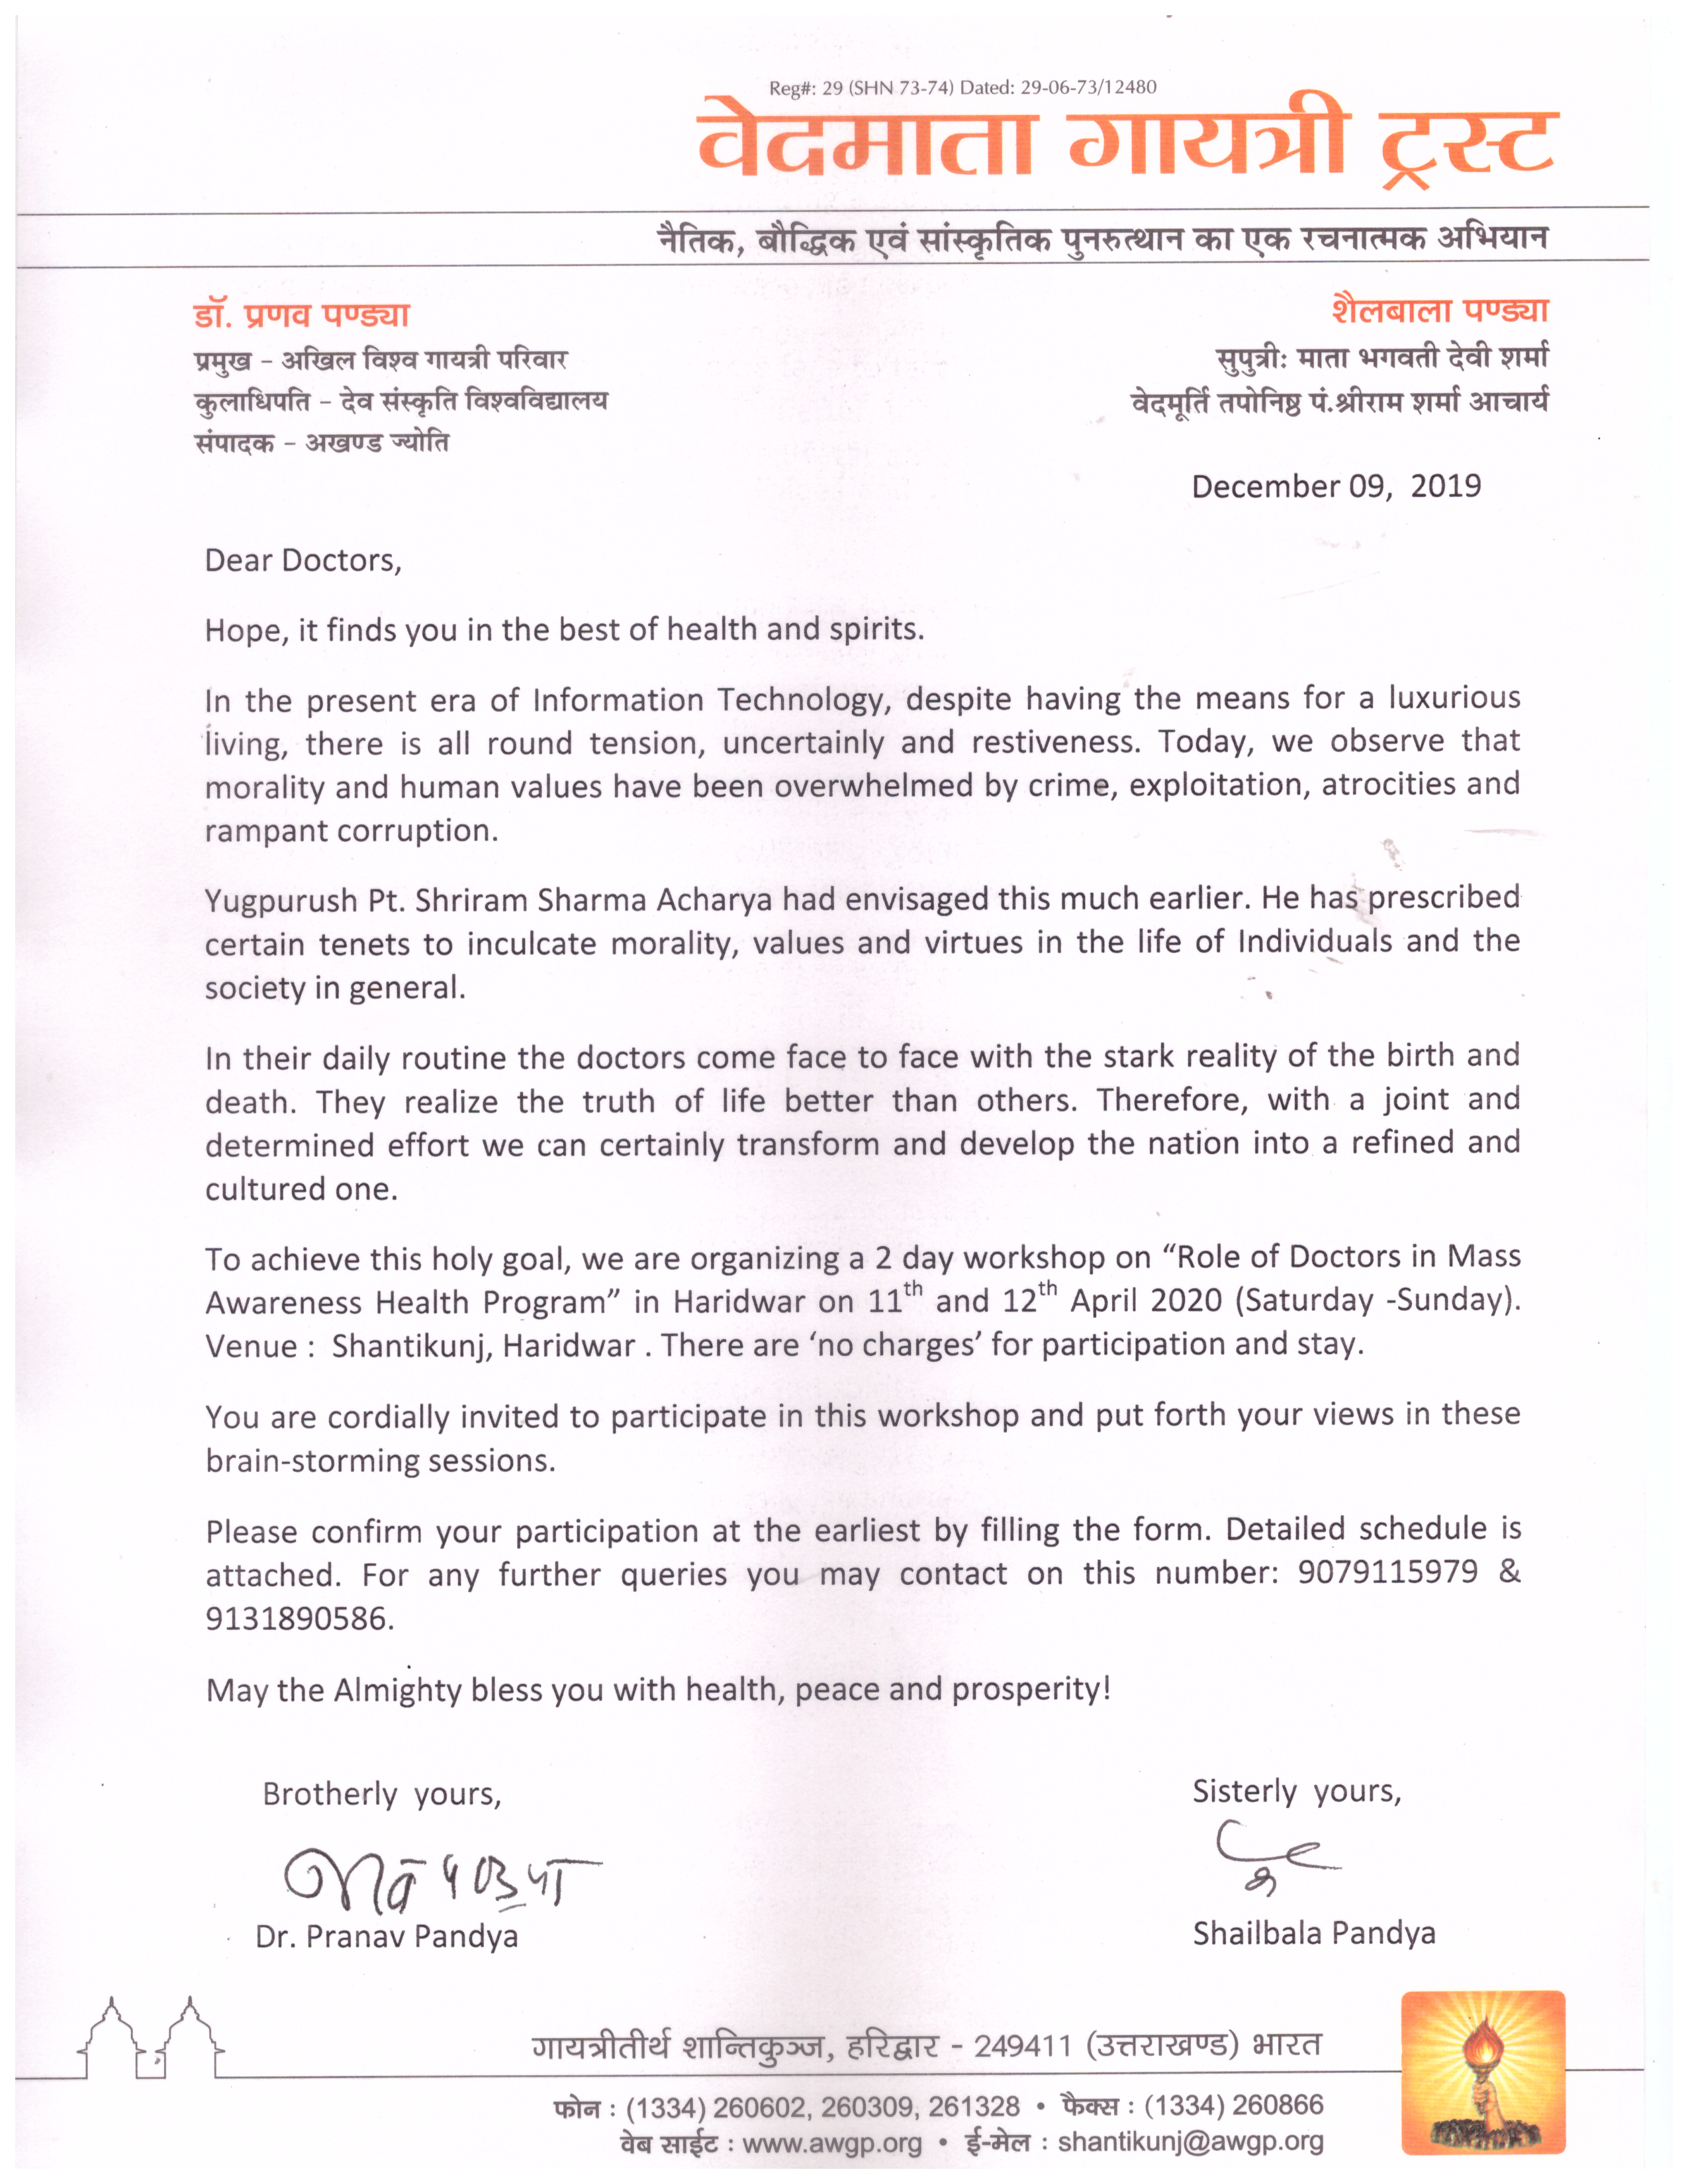 Reg#: 29 (SHN 73-74) Dated: 29-06-73/12480
वेदमाता गायत्री ट्रस्ट
नैतिक, बौद्धिक एवं सांस्कृतिक पुनरुत्थान का एक रचनात्मक अभियान
डॉ. प्रणव पण्ड्या
प्रमुख - अखिल विश्व गायत्री परिवार
कुलाधिपति - देव संस्कृति विश्वविद्यालय
संपादक - अखण्ड ज्योति
शैलबाला पण्ड्या
सुपुत्री: माता भगवती देवी शर्मा
वेदमूर्ति तपोनिष्ठ पं.श्रीराम शर्मा आचार्य
December 09, 2019
Dear Doctors,
Hope, it finds you in the best of health and spirits.
In the present era of Information Technology, despite having the means for a luxurious
living, there is all round tension, uncertainly and restiveness. Today, we observe that
morality and human values have been overwhelmed by crime, exploitation, atrocities and
rampant corruption.
Yugpurush Pt. Shriram Sharma Acharya had envisaged this much earlier. He has prescribed
certain tenets to inculcate morality, values and virtues in the life of Individuals and the
society in general.
In their daily routine the doctors come face to face with the stark reality of the birth and
death. They realize the truth of life better than others. Therefore, with a joint and
determined effort we can certainly transform and develop the nation into a refined and
cultured one.
To achieve this holy goal, we are organizing a 2 day workshop on “Role of Doctors in Mass
Awareness Health Program” in Haridwar on 11th and 12th April 2020 (Saturday -Sunday).
Venue : Shantikunj, Haridwar . There are ‘no charges’ for participation and stay.
You are cordially invited to participate in this workshop and put forth your views in these
brain-storming sessions.
Please confirm your participation at the earliest by filling the form. Detailed schedule is
attached. For any further queries you may contact on this number: 9079115979 &
9131890586.
May the Almighty bless you with health, peace and prosperity!
Brotherly yours,
Dr. Pranav Pandya
Sisterly yours,
Shailbala Pandya
गायत्रीतीर्थ शान्तिकुञ्ज, हरिद्वार - 249411 (उत्तराखण्ड) भारत
फोन : (1334) 260602, 260309, 261328 • फैक्स : (1334) 260866
वेब साईट : www.awgp.org • ई-मेल : shantikunj@awgp.org